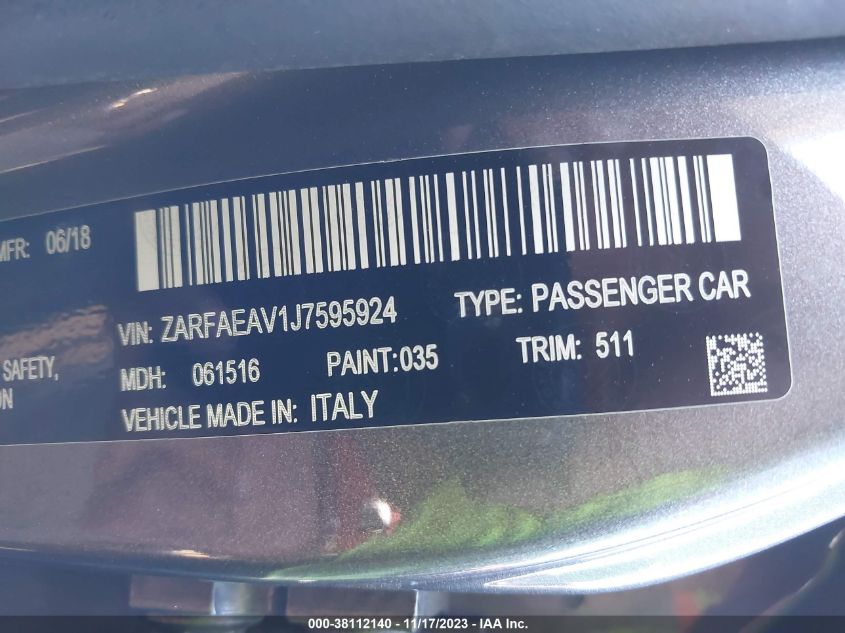 MFR: 06/18
VIN: ZARFAEAV1J7595924 TYPE: PASSENGER CAR
SAFETY, MDH: 061516 PAINT:035 TRIM: 511
ON VEHICLE MADE IN: ITALY
000-38112140 - 11/17/2023 - IAA Inc.